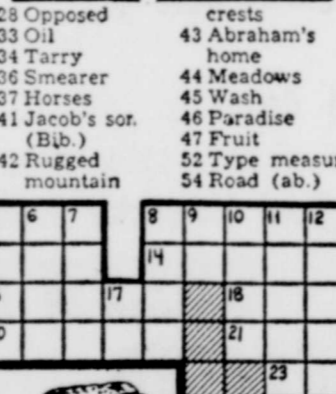 28 Opposed
33 Oil
34 Tarry
36 Smearer
37 Horses
41 Jacob's sor.
(Bib.)
42 Rugged
mountain
crests
43 Abraham's
home
44 Meadows
45 Wash
46 Paradise
47 Fruit
52 Type measu
54 Road (ab.)
6 7 8 9 10 11 12
14
17 18
21
23